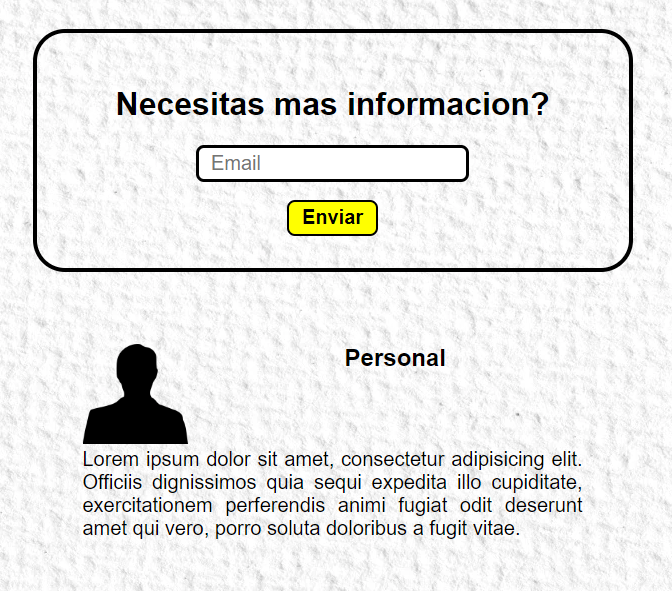 Necesitas mas informacion?
Email
Enviar
Personal
Lorem ipsum dolor sit amet, consectetur adipisicing elit.
Officiis dignissimos quia sequi expedita illo cupiditate,
exercitationem perferendis animi fugiat odit deserunt
amet qui vero, porro soluta doloribus a fugit vitae.